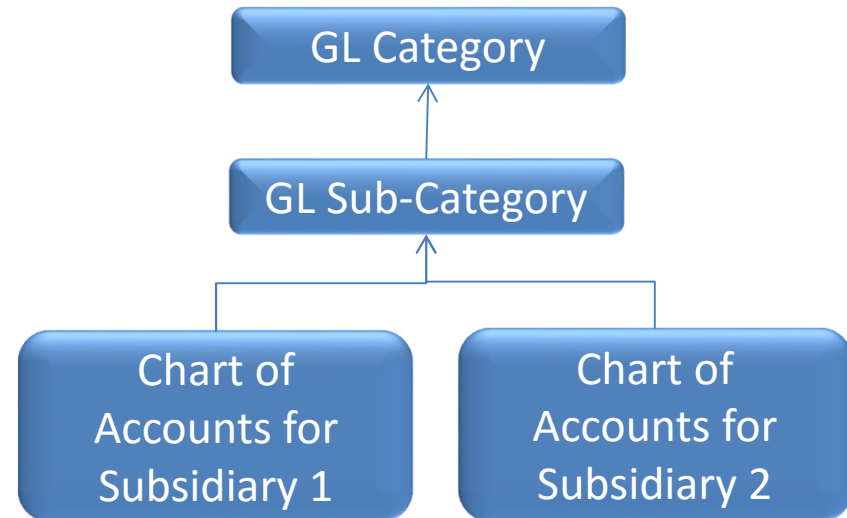 GL Category
GL Sub-Category
Chart of
Accounts for
Subsidiary 1
Chart of
Accounts for
Subsidiary 2